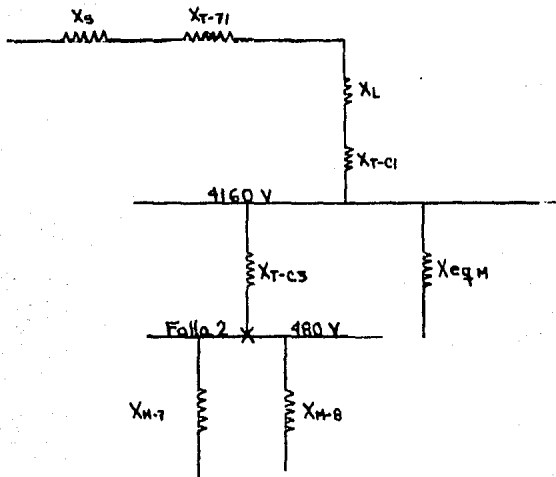 Xs
XT-71
XL
XT-C1
4160 V
XT-C3
Xeq M
Falla 2
480 V
XM-7
XM-8